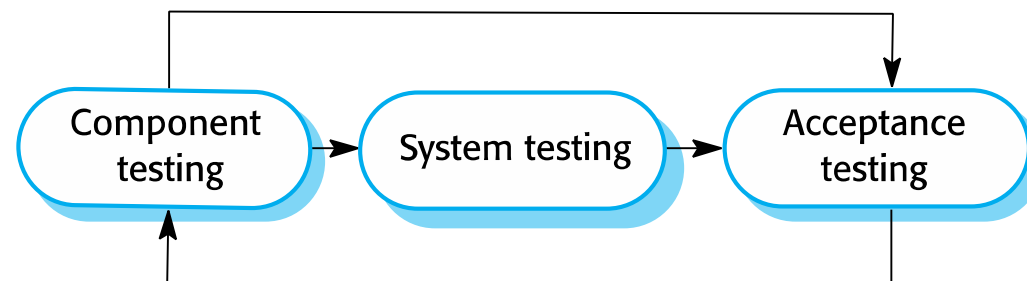 Component
testing
System testing
Acceptance
testing